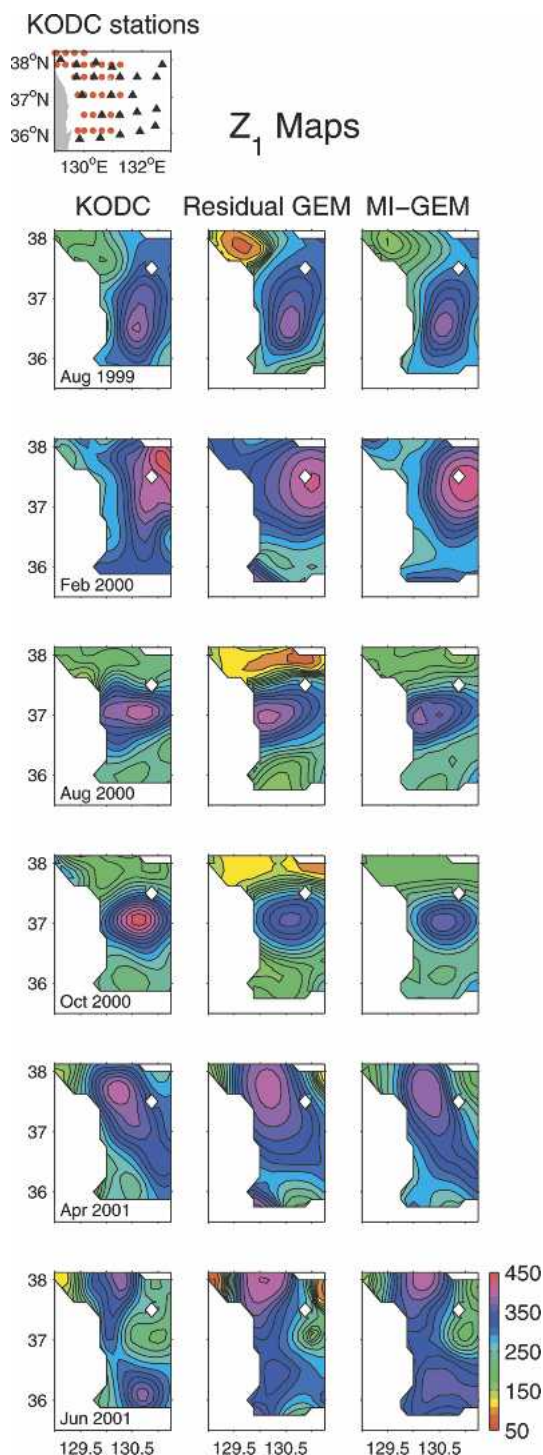 KODC stations
38°N
37°N
36°N
130°E 132°E
Z1 Maps
KODC Residual GEM MI-GEM
38
37
36
Aug 1999
38
37
36
Feb 2000
38
37
36
Aug 2000
38
37
36
Oct 2000
38
37
36
Apr 2001
38
37
36
Jun 2001
450
350
250
150
50
129.5 130.5 129.5 130.5 129.5 130.5